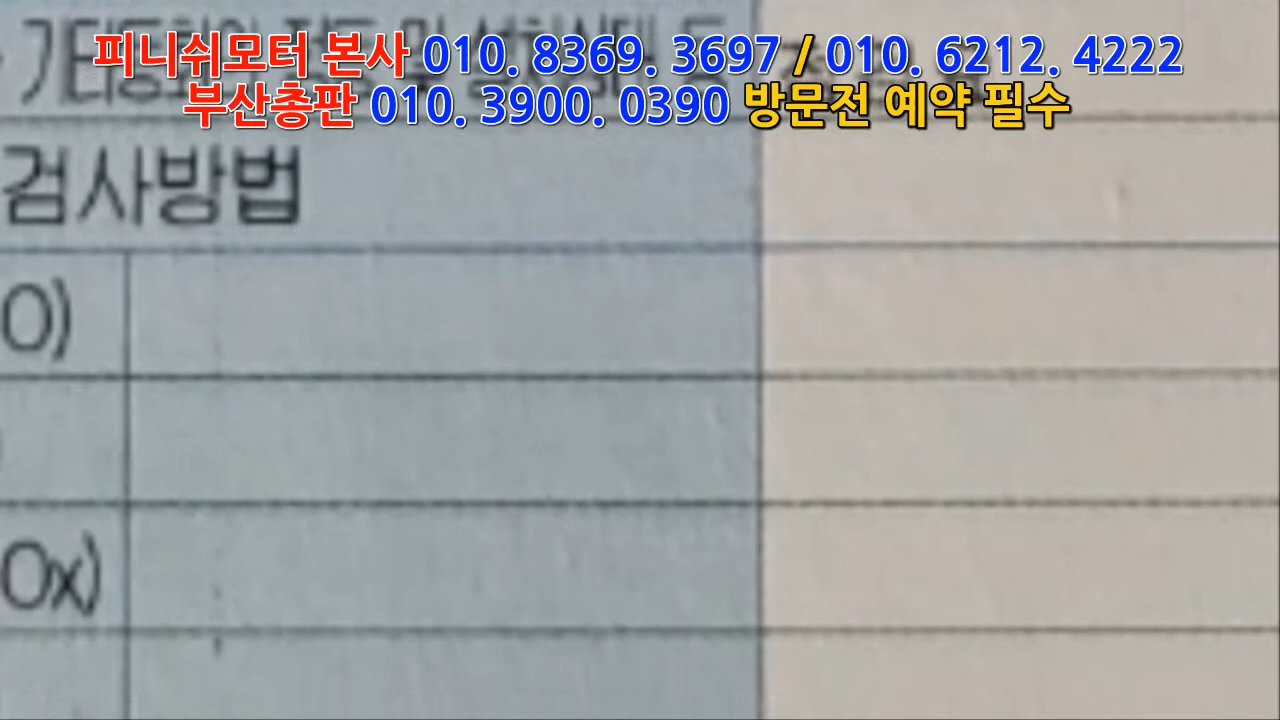 피니쉬모터 본사 010. 8369. 3697 / 010. 6212. 4222
부산총판 010. 3900. 0390 방문전 예약 필수
검사방법
O)
Ox)